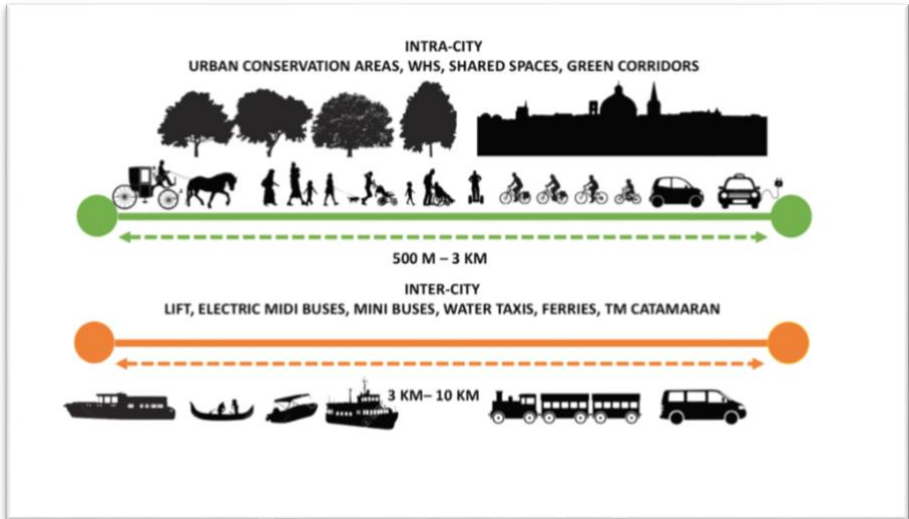 INTRA-CITY
URBAN CONSERVATION AREAS, WHS, SHARED SPACES, GREEN CORRIDORS
500 M – 3 KM
INTER-CITY
LIFT, ELECTRIC MIDI BUSES, MINI BUSES, WATER TAXIS, FERRIES, TM CATAMARAN
3 KM– 10 KM